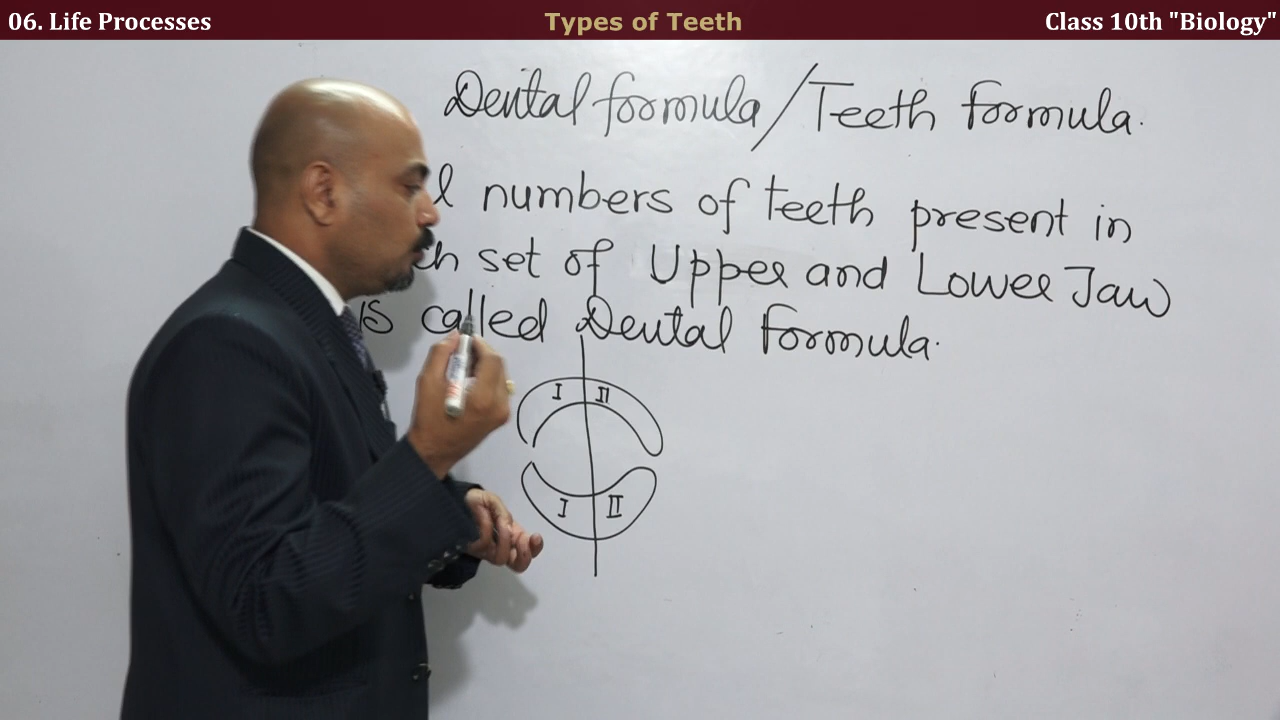 06. Life Processes Types of Teeth Class 10th "Biology"
Dental formula/Teeth formula.
numbers of teeth present in
set of Upper and Lower Jaw
is called Dental formula.
I II
I II